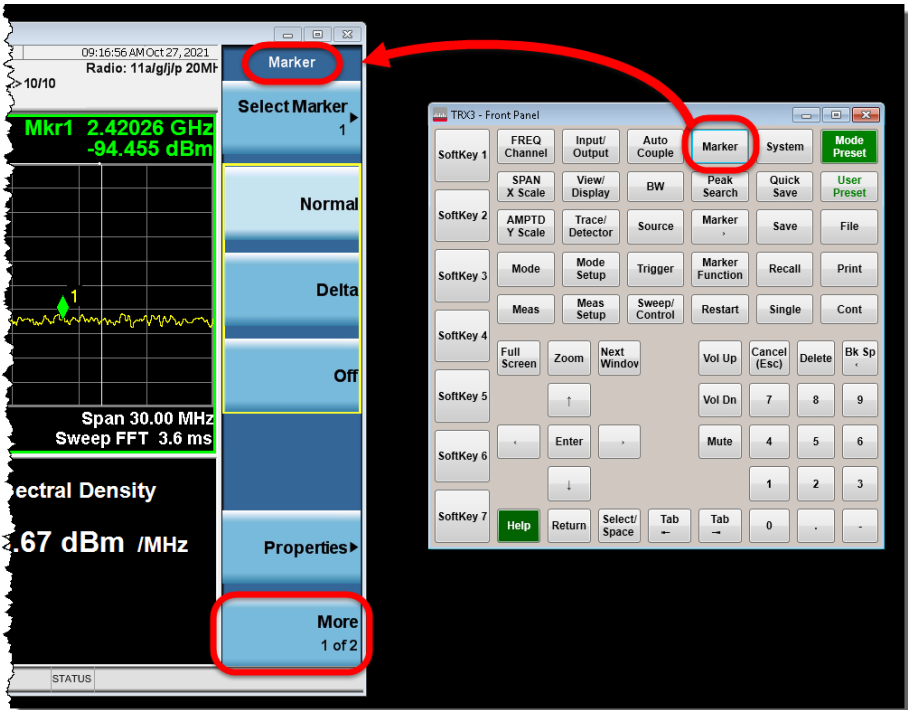 09:16:56 AM Oct 27, 2021
Radio: 11a/g/j/p 20MH
> 10/10
Mkr1 2.42026 GHz
-94.455 dBm
1
Span 30.00 MHz
Sweep FFT 3.6 ms
ectral Density
.67 dBm /MHz
STATUS
Marker
Select Marker
1
Normal
Delta
Off
Properties
More
1 of 2
TRX3 - Front Panel
SoftKey 1
SoftKey 2
SoftKey 3
SoftKey 4
SoftKey 5
SoftKey 6
SoftKey 7
FREQ
Channel
Input/
Output
Auto
Couple
Marker
System
Mode
Preset
SPAN
X Scale
View/
Display
BW
Peak
Search
Quick
Save
User
Preset
AMPTD
Y Scale
Trace/
Detector
Source
Marker
Save
File
Mode
Mode
Setup
Trigger
Marker
Function
Recall
Print
Meas
Meas
Setup
Sweep/
Control
Restart
Single
Cont
Full
Screen
Zoom
Next
Windov
Vol Up
Cancel
(Esc)
Delete
Bk Sp
↑
Vol Dn
7
8
9
Enter
Mute
4
5
6
↓
1
2
3
Help
Return
Select/
Space
Tab
←
Tab
→
0
.
-